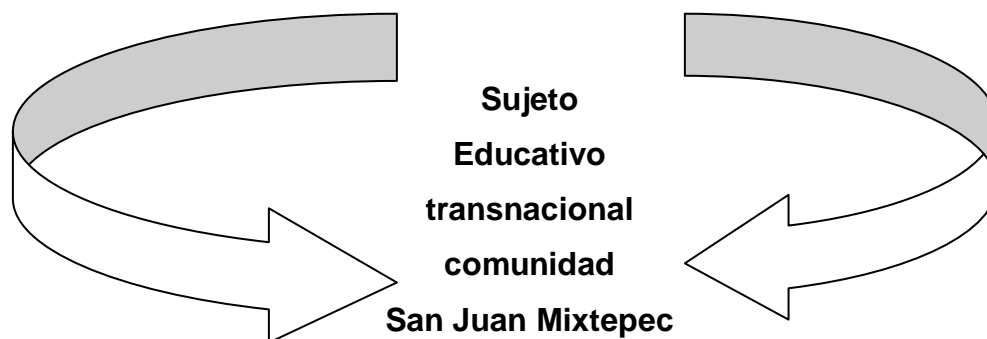 Sujeto
Educativo
transnacional
comunidad
San Juan Mixtepec